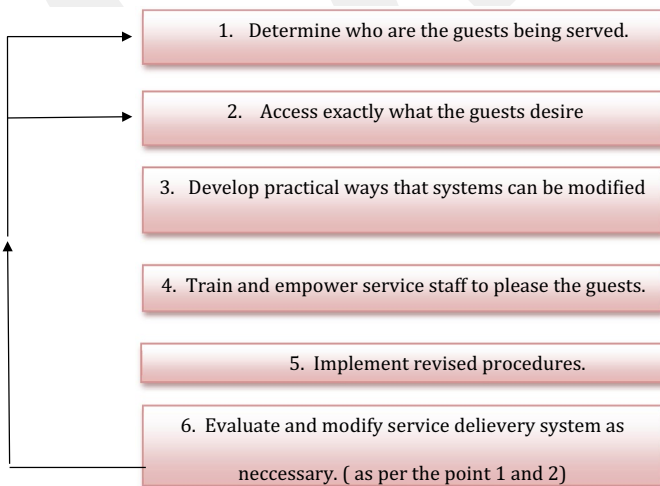 1. Determine who are the guests being served.
2. Access exactly what the guests desire
3. Develop practical ways that systems can be modified
4. Train and empower service staff to please the guests.
5. Implement revised procedures.
6. Evaluate and modify service delievery system as
neccessary. ( as per the point 1 and 2)